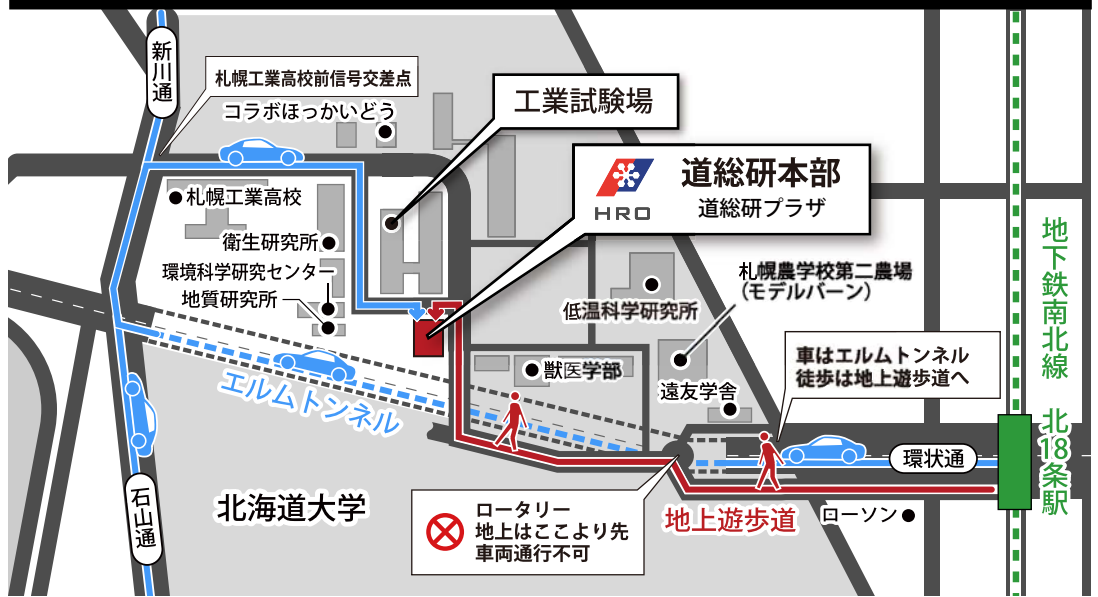 新川通
札幌工業高校前信号交差点
コラボほっかいどう
工業試験場
HRO
道総研本部
道総研プラザ
札幌工業高校
衛生研究所
環境科学研究センター
地質研究所
低温科学研究所
札幌農学校第二農場
（モデルバーン）
獣医学部
遠友学舎
車はエルムトンネル
徒歩は地上遊歩道へ
地下鉄南北線 北18条駅
エルムトンネル
環状通
石山通
北海道大学
ロータリー
地上はここより先
車両通行不可
地上遊歩道
ローソン